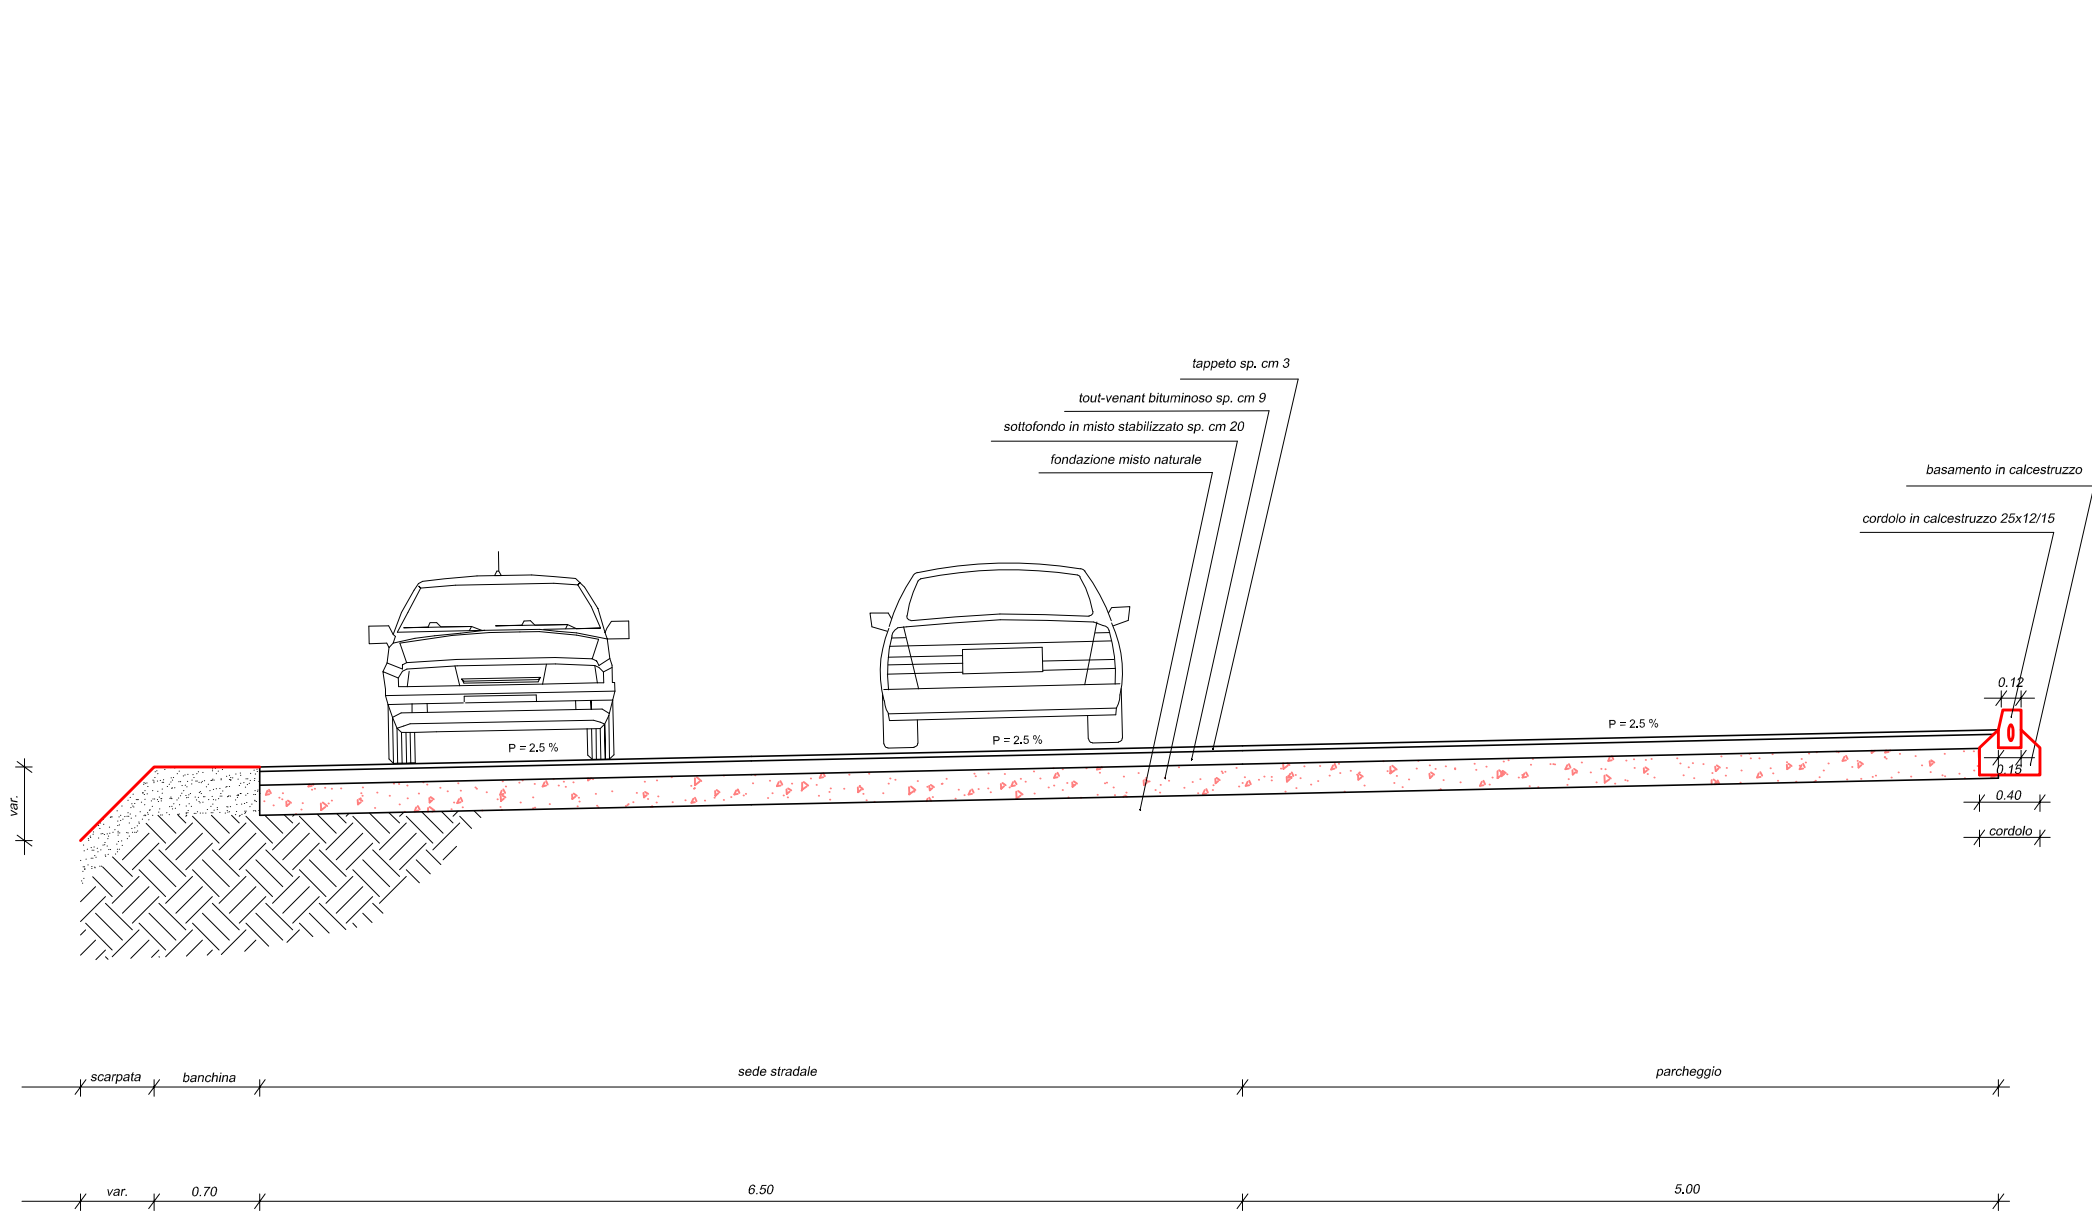 tappeto sp. cm 3
tout-venant bituminoso sp. cm 9
sottofondo in misto stabilizzato sp. cm 20
fondazione misto naturale
basamento in calcestruzzo
cordolo in calcestruzzo 25x12/15
0.12
P = 2.5 %
P = 2.5 %
P = 2.5 %
var.
0.15
0.40
cordolo
scarpata
banchina
sede stradale
parcheggio
var.
0.70
6.50
5.00